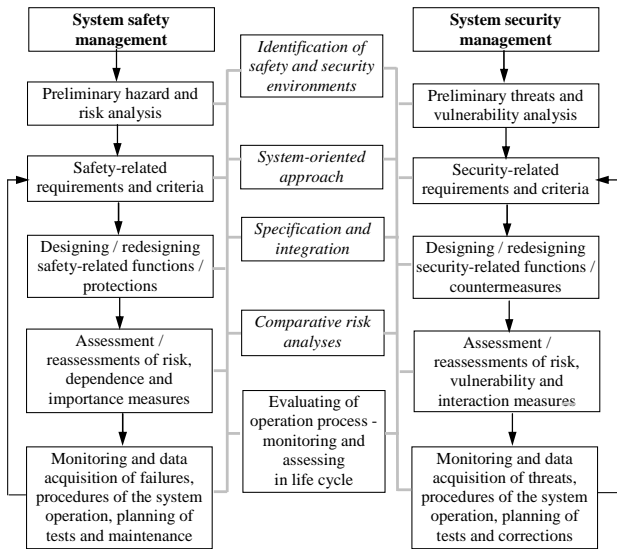 System safety
management
Preliminary hazard and
risk analysis
Safety-related
requirements and criteria
Designing / redesigning
safety-related functions /
protections
Assessment /
reassessments of risk,
dependence and
importance measures
Monitoring and data
acquisition of failures,
procedures of the system
operation, planning of
tests and maintenance
Identification of
safety and security
environments
System-oriented
approach
Specification and
integration
Comparative risk
analyses
Evaluating of
operation process -
monitoring and
assessing
in life cycle
System security
management
Preliminary threats and
vulnerability analysis
Security-related
requirements and criteria
Designing / redesigning
security-related functions /
countermeasures
Assessment /
reassessments of risk,
vulnerability and
interaction measures
Monitoring and data
acquisition of threats,
procedures of the system
operation, planning of
tests and corrections